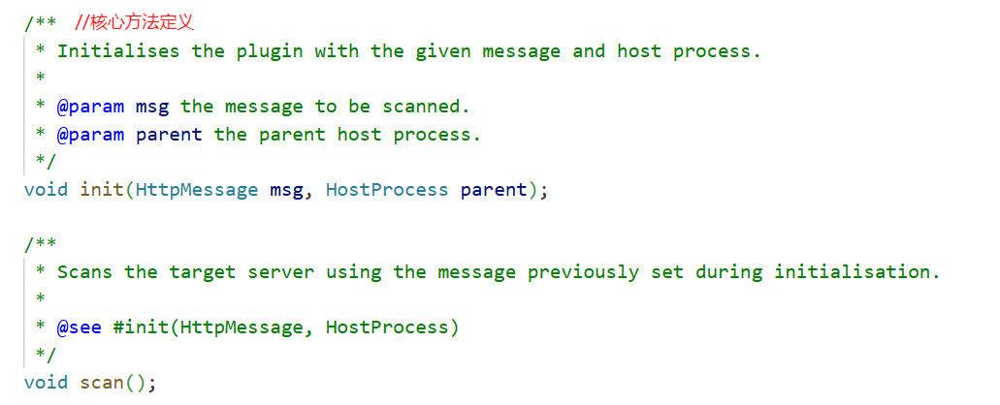 /** //核心方法定义
* Initialises the plugin with the given message and host process.
*
* @param msg the message to be scanned.
* @param parent the parent host process.
*/
void init(HttpMessage msg, HostProcess parent);
/**
* Scans the target server using the message previously set during initialisation.
*
* @see #init(HttpMessage, HostProcess)
*/
void scan();